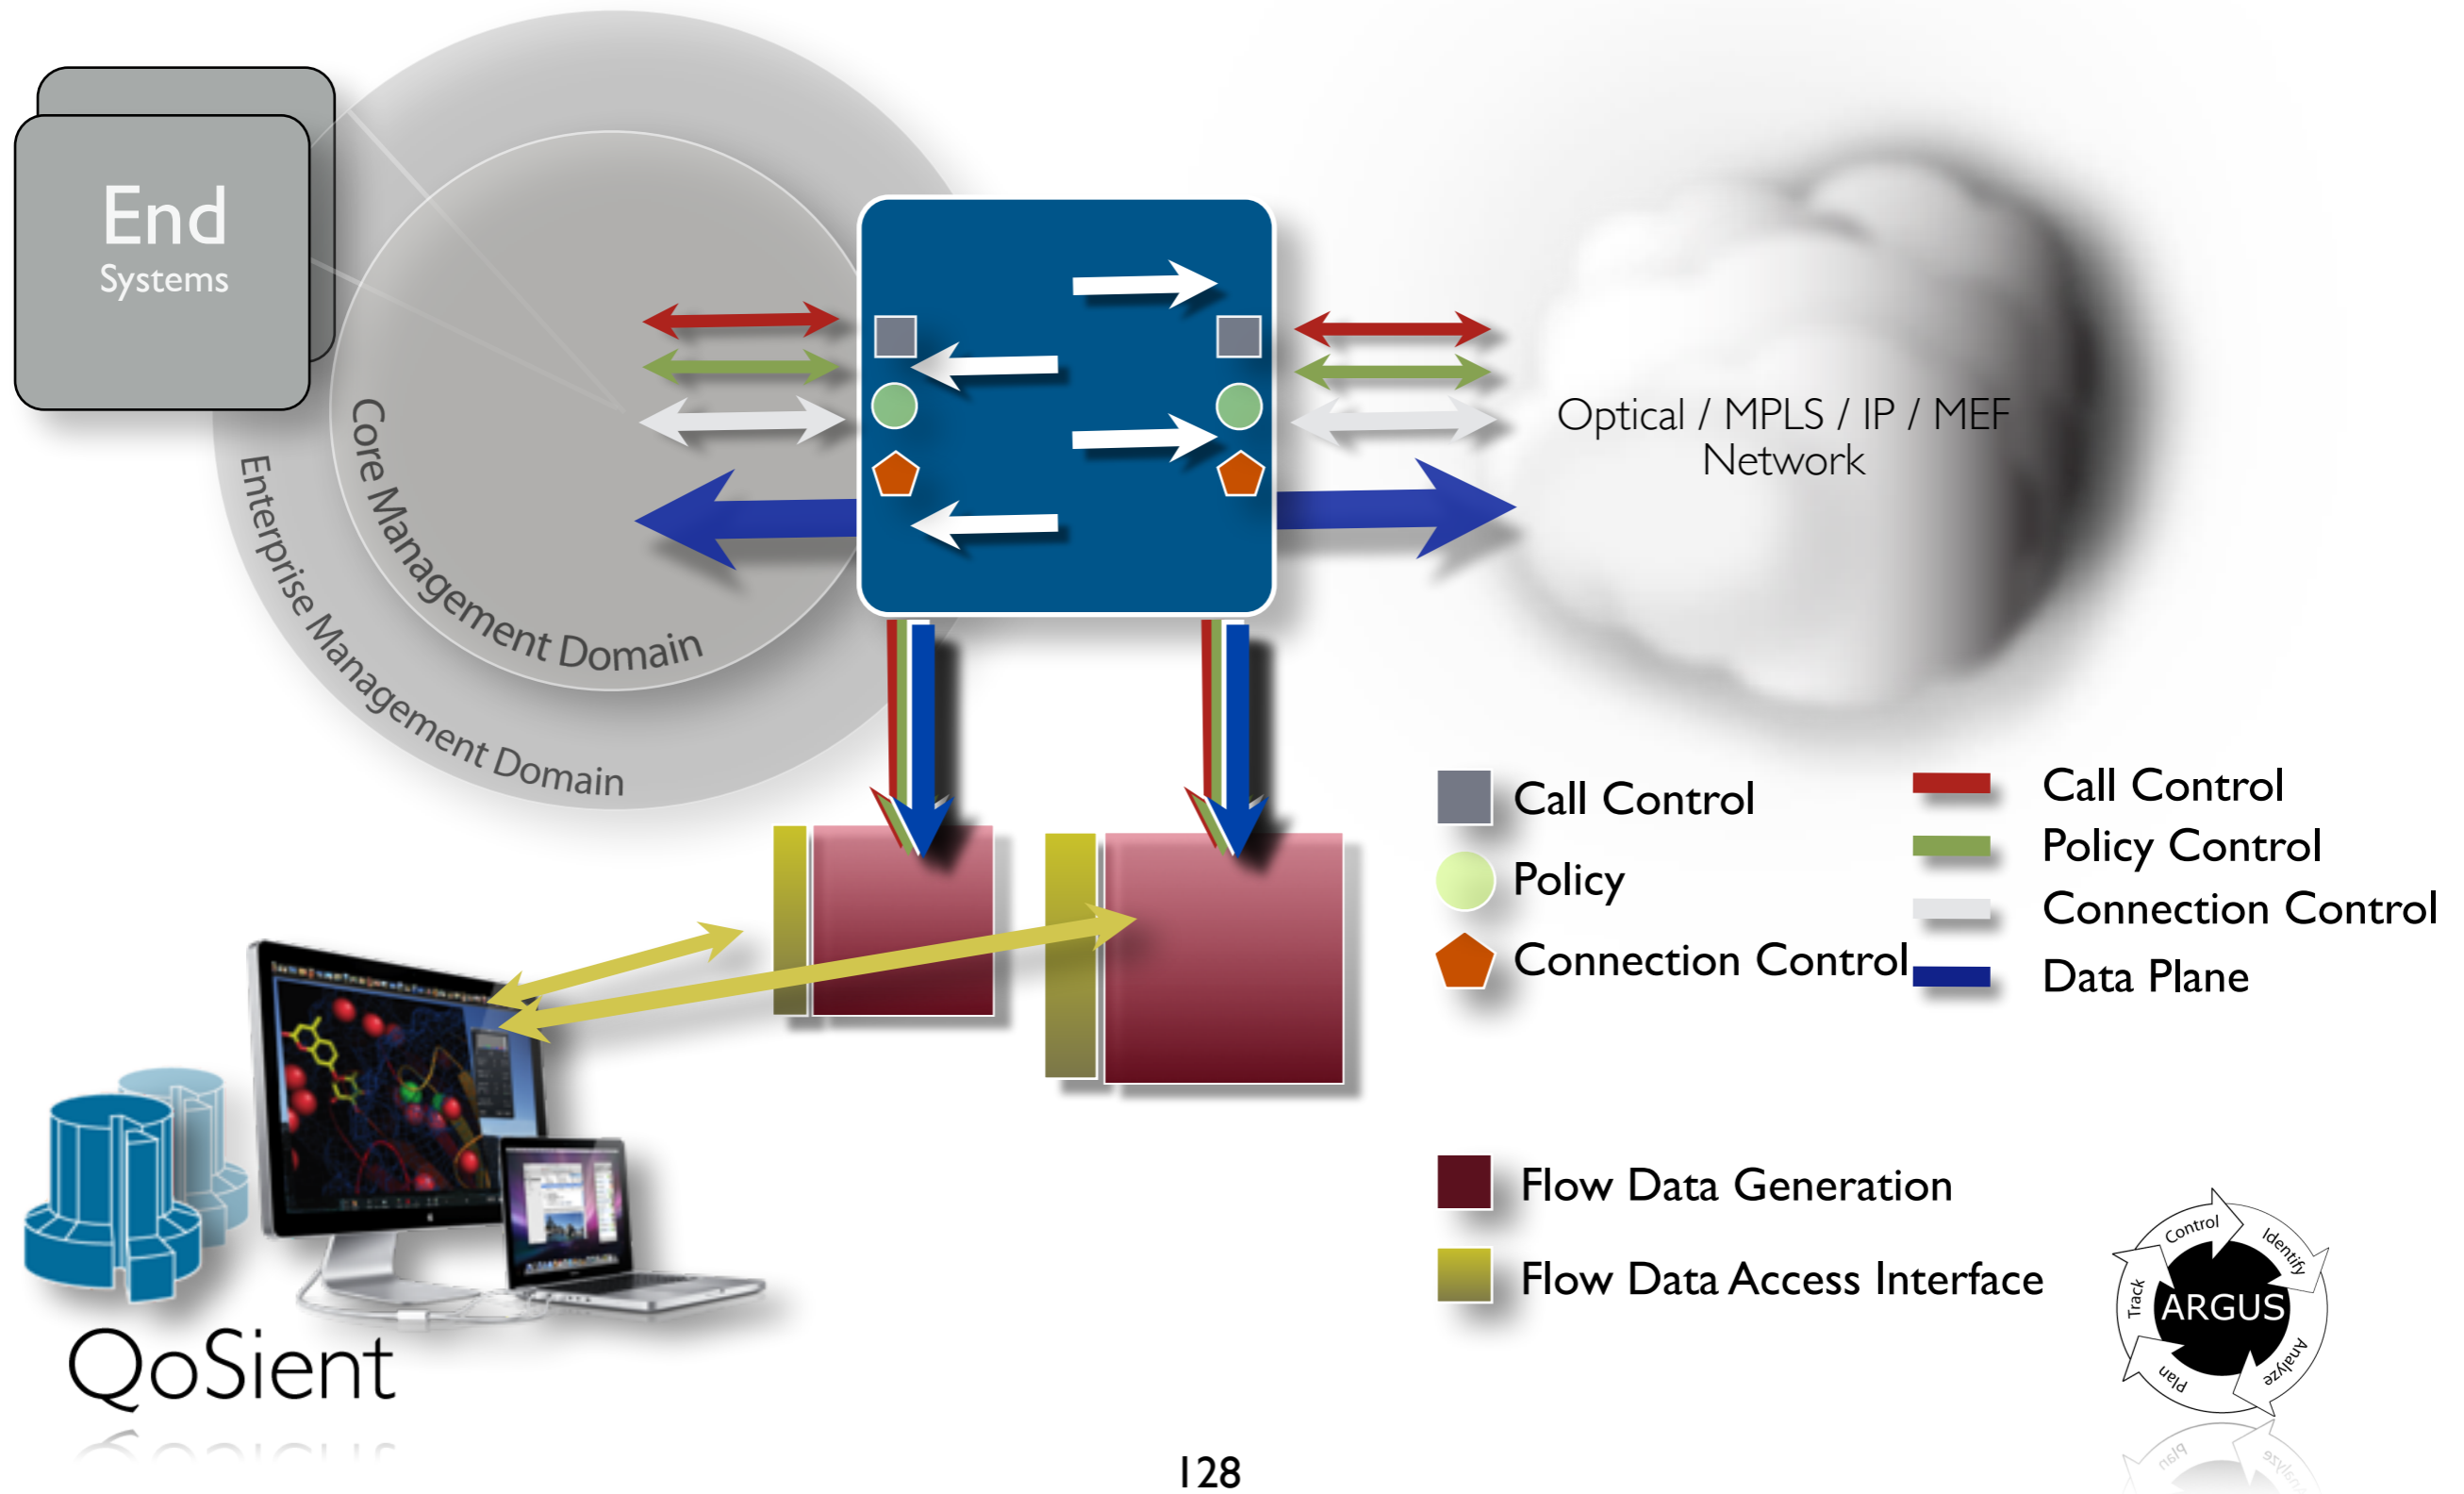 End
Systems
Core Management Domain
Enterprise Management Domain
Optical / MPLS / IP / MEF
Network
Call Control
Policy
Connection Control
Call Control
Policy Control
Connection Control
Data Plane
Flow Data Generation
Flow Data Access Interface
QoSient
Control
Identify
Analyze
Plan
Track
ARGUS
128